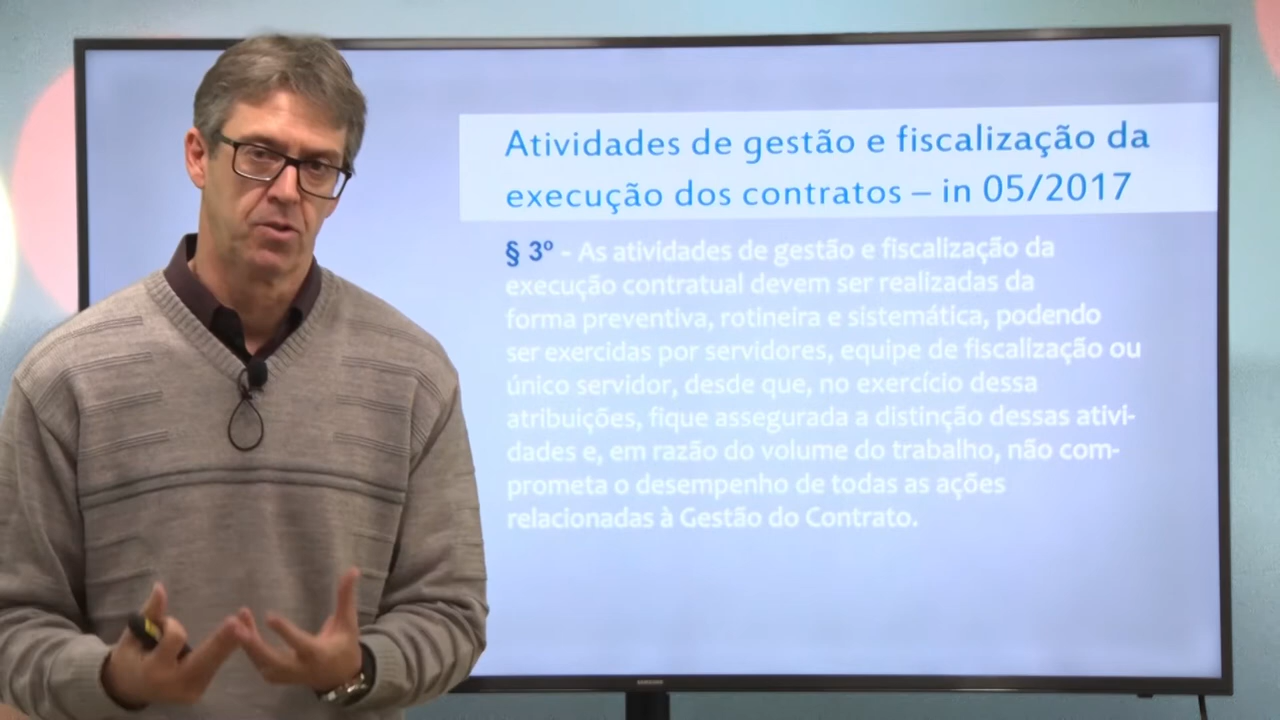 Atividades de gestão e fiscalização da
execução dos contratos – in 05/2017
§ 3º - As atividades de gestão e fiscalização da
execução contratual devem ser realizadas da
forma preventiva, rotineira e sistemática, podendo
ser exercidas por servidores, equipe de fiscalização ou
único servidor, desde que, no exercício dessa
atribuições, fique assegurada a distinção dessas ativi-
dades e, em razão do volume do trabalho, não com-
prometa o desempenho de todas as ações
relacionadas à Gestão do Contrato.
SAMSUNG